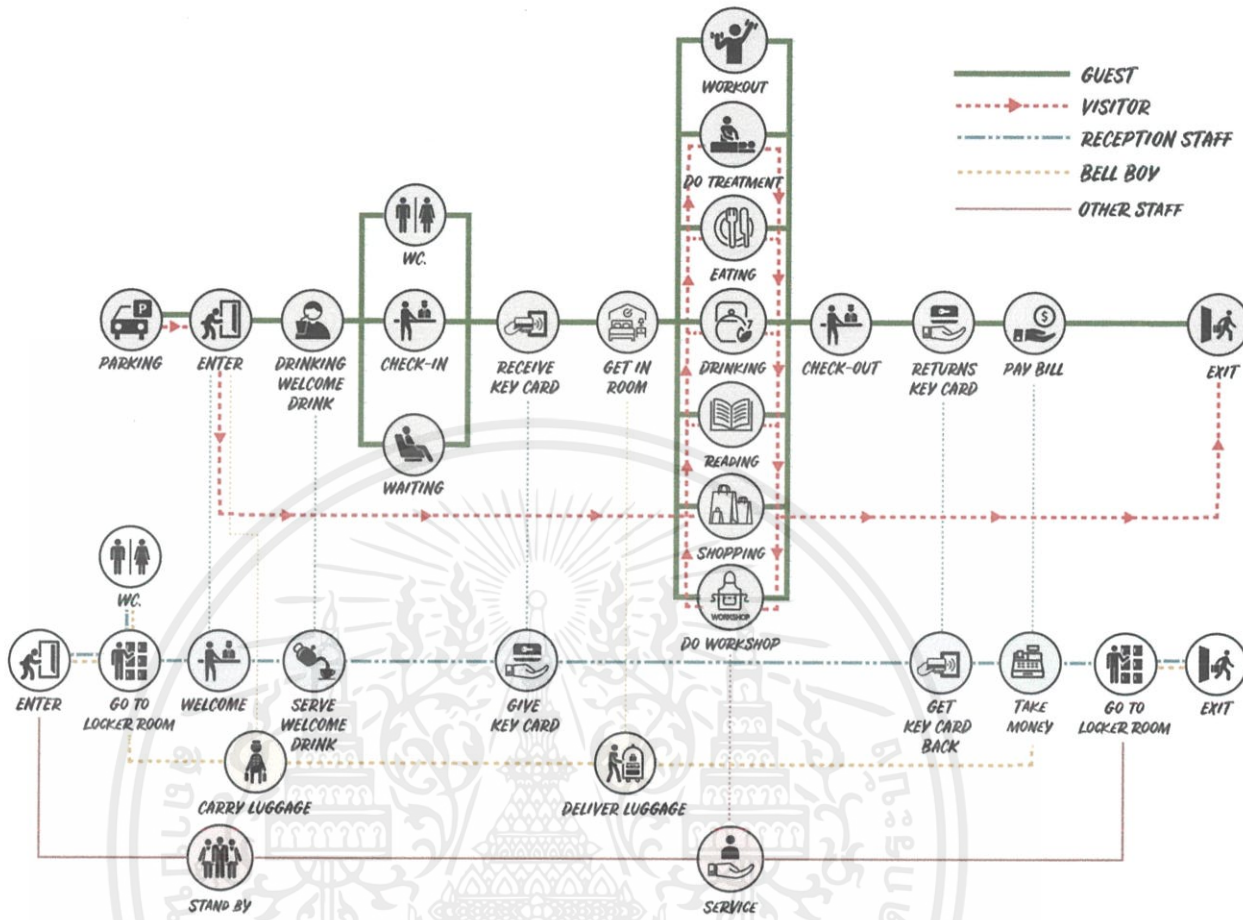 WORKOUT
GUEST
VISITOR
RECEPTION STAFF
BELL BOY
OTHER STAFF
DO TREATMENT
WC.
EATING
P
7
$
PARKING
ENTER
DRINKING
WELCOME
DRINK
CHECK-IN
RECEIVE
KEY CARD
GET IN
ROOM
DRINKING
CHECK-OUT
RETURNS
KEY CARD
PAY BILL
EXIT
READING
WAITING
SHOPPING
WC.
WORKSHOP
DO WORKSHOP
ENTER
GO TO
LOCKER ROOM
WELCOME
SERVE
WELCOME
DRINK
GIVE
KEY CARD
GET
KEY CARD
BACK
TAKE
MONEY
GO TO
LOCKER ROOM
EXIT
CARRY LUGGAGE
DELIVER LUGGAGE
STAND BY
SERVICE